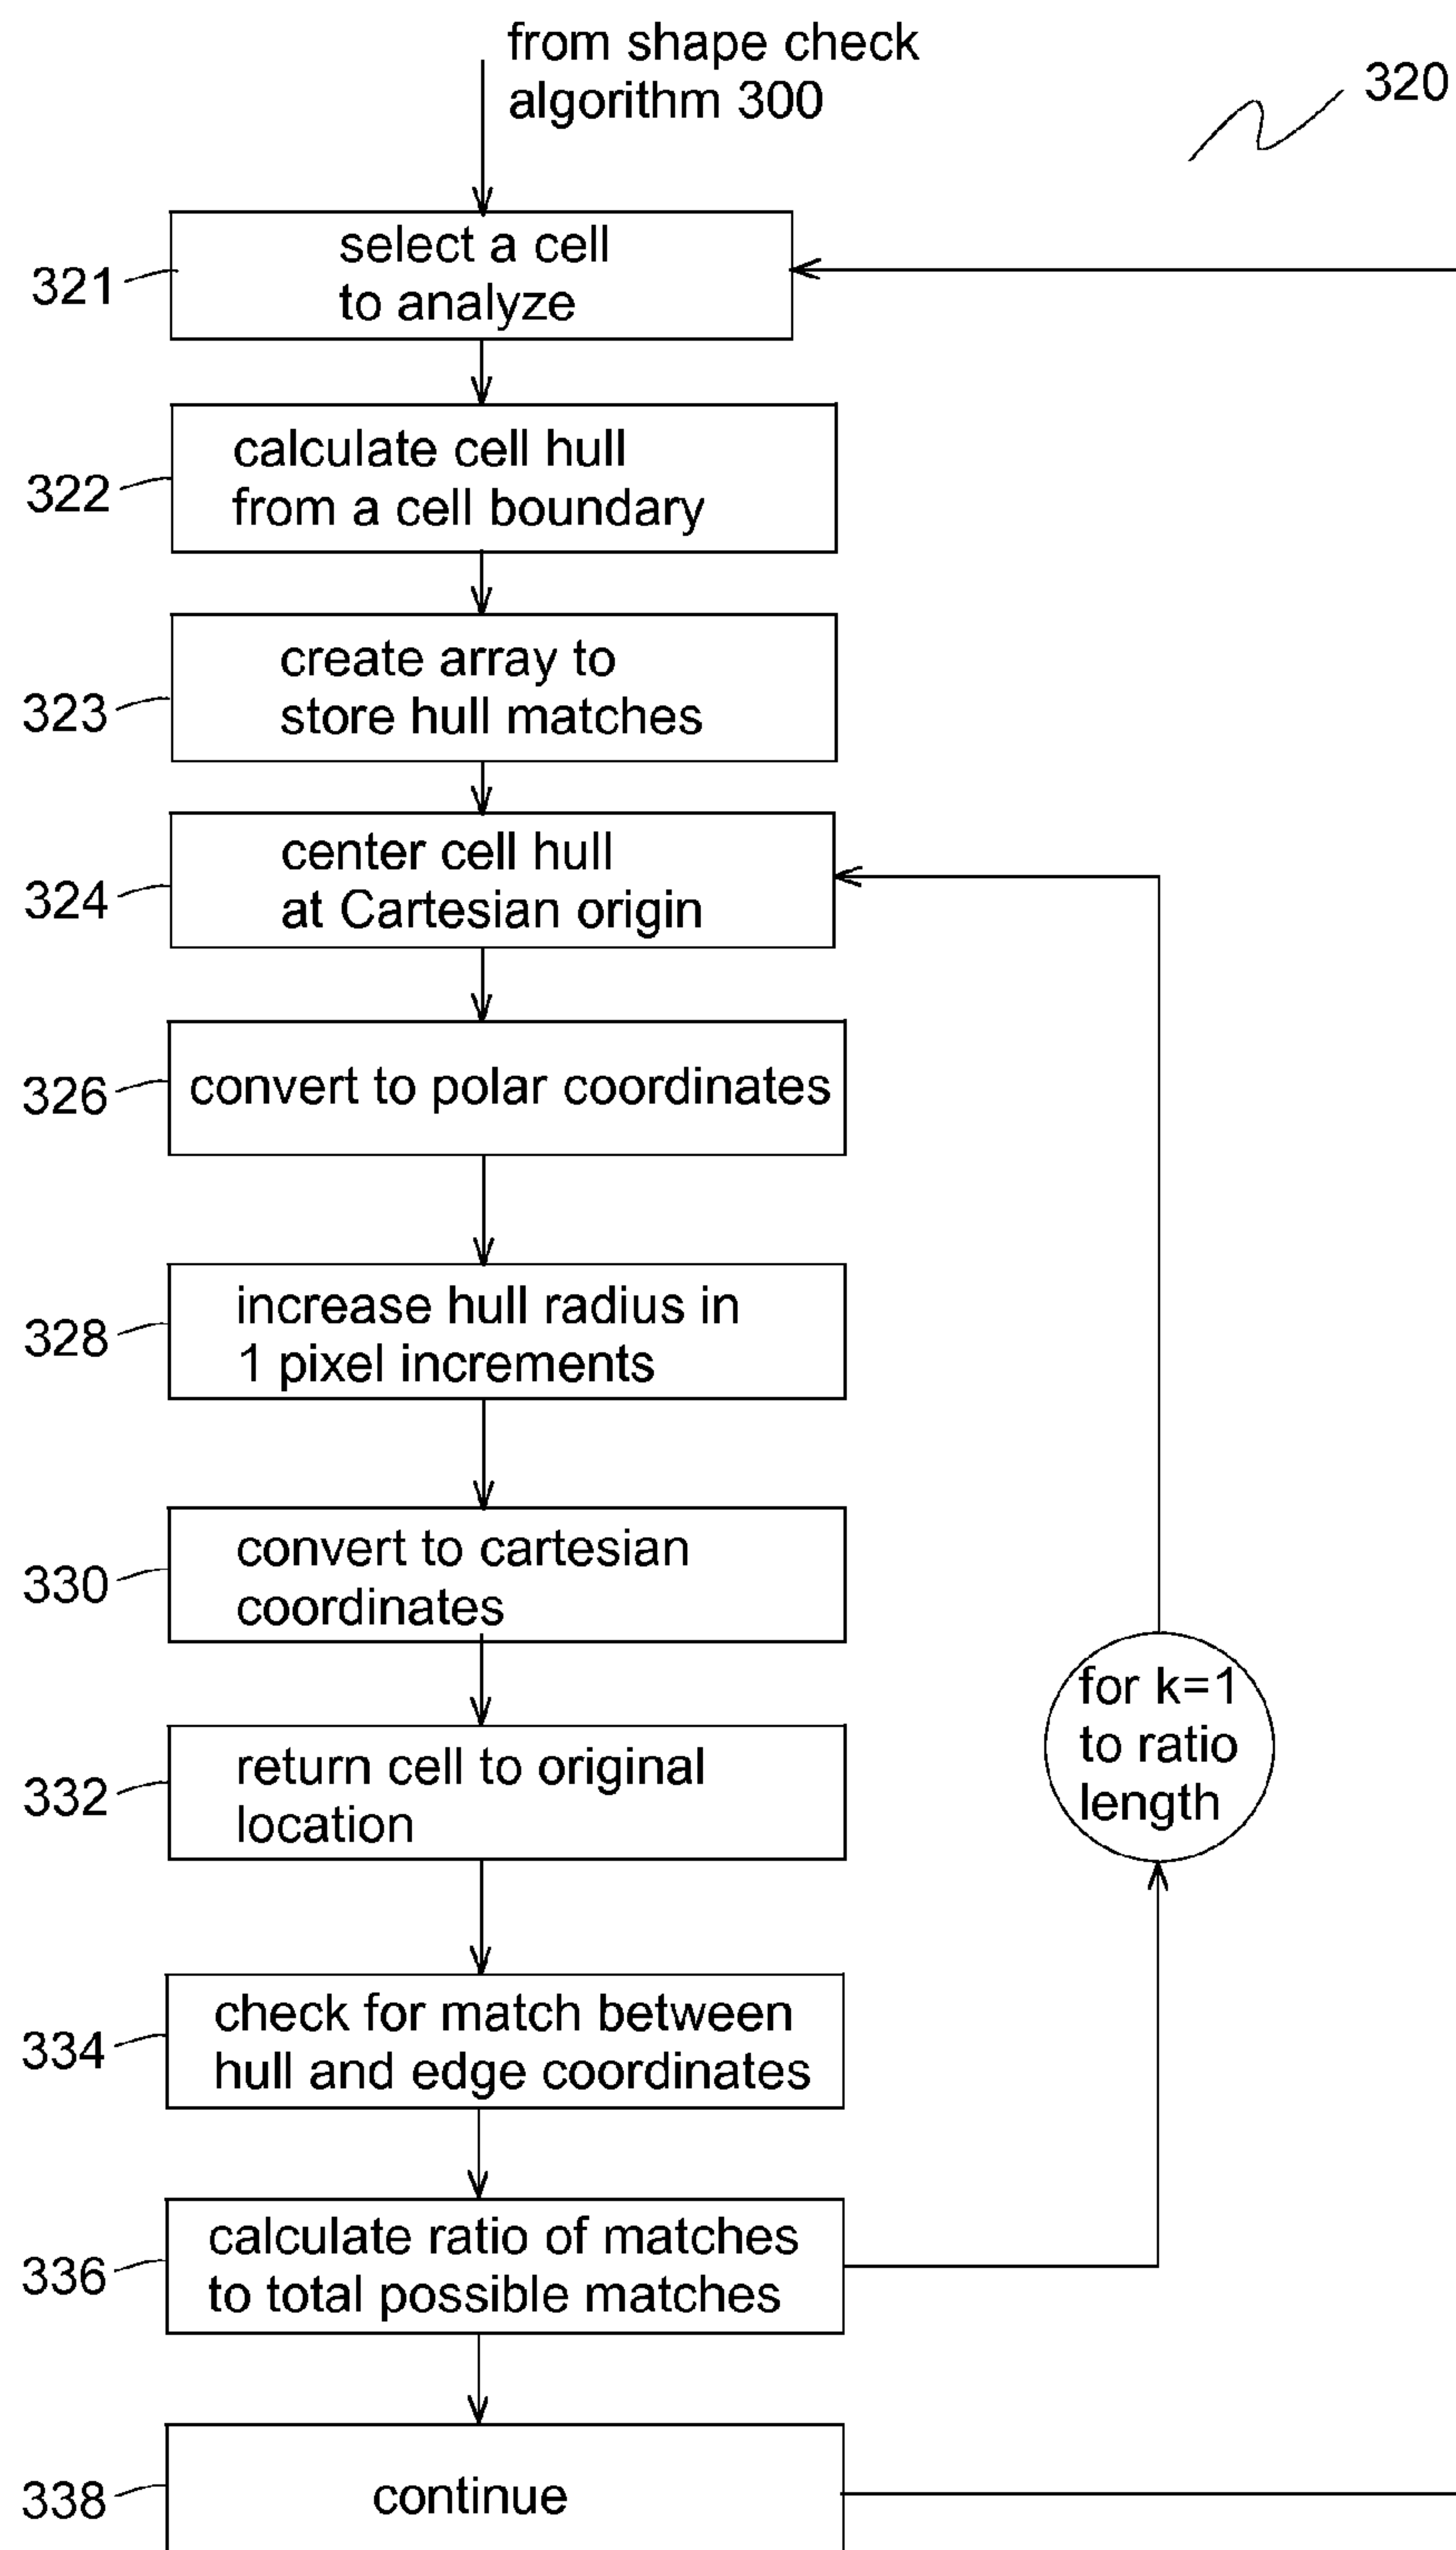 from shape check
algorithm 300
320
321
select a cell
to analyze
322
calculate cell hull
from a cell boundary
323
create array to
store hull matches
324
center cell hull
at Cartesian origin
326
convert to polar coordinates
328
increase hull radius in
1 pixel increments
330
convert to cartesian
coordinates
for k=1
to ratio
length
332
return cell to original
location
334
check for match between
hull and edge coordinates
336
calculate ratio of matches
to total possible matches
338
continue